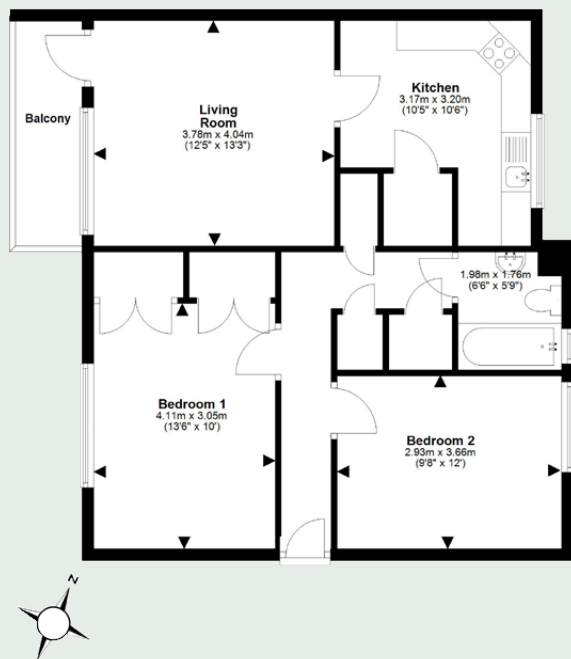 Balcony
Living
Room
3.78m x 4.04m
(12'5" x 13'3")
Kitchen
3.17m x 3.20m
(10'5" x 10'6")
1.98m x 1.76m
(6'6" x 5'9")
Bedroom 1
4.11m x 3.05m
(13'6" x 10')
Bedroom 2
2.93m x 3.66m
(9'8" x 12')
N